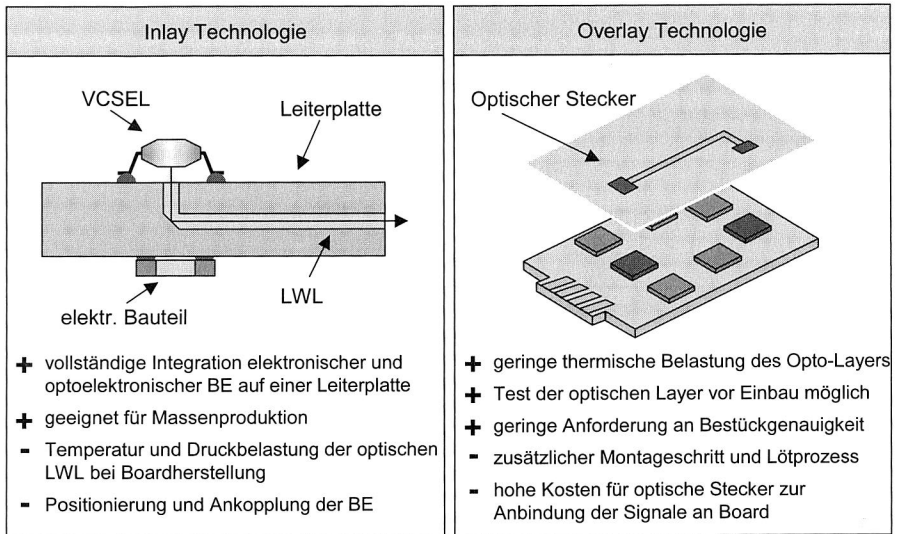 Inlay Technologie
VCSEL
Leiterplatte
LWL
elektr. Bauteil
+ vollständige Integration elektronischer und
optoelektronischer BE auf einer Leiterplatte
+ geeignet für Massenproduktion
- Temperatur und Druckbelastung der optischen
LWL bei Boardherstellung
- Positionierung und Ankopplung der BE
Overlay Technologie
Optischer Stecker
+ geringe thermische Belastung des Opto-Layers
+ Test der optischen Layer vor Einbau möglich
+ geringe Anforderung an Bestückgenauigkeit
- zusätzlicher Montageschritt und Lötprozess
- hohe Kosten für optische Stecker zur
Anbindung der Signale an Board